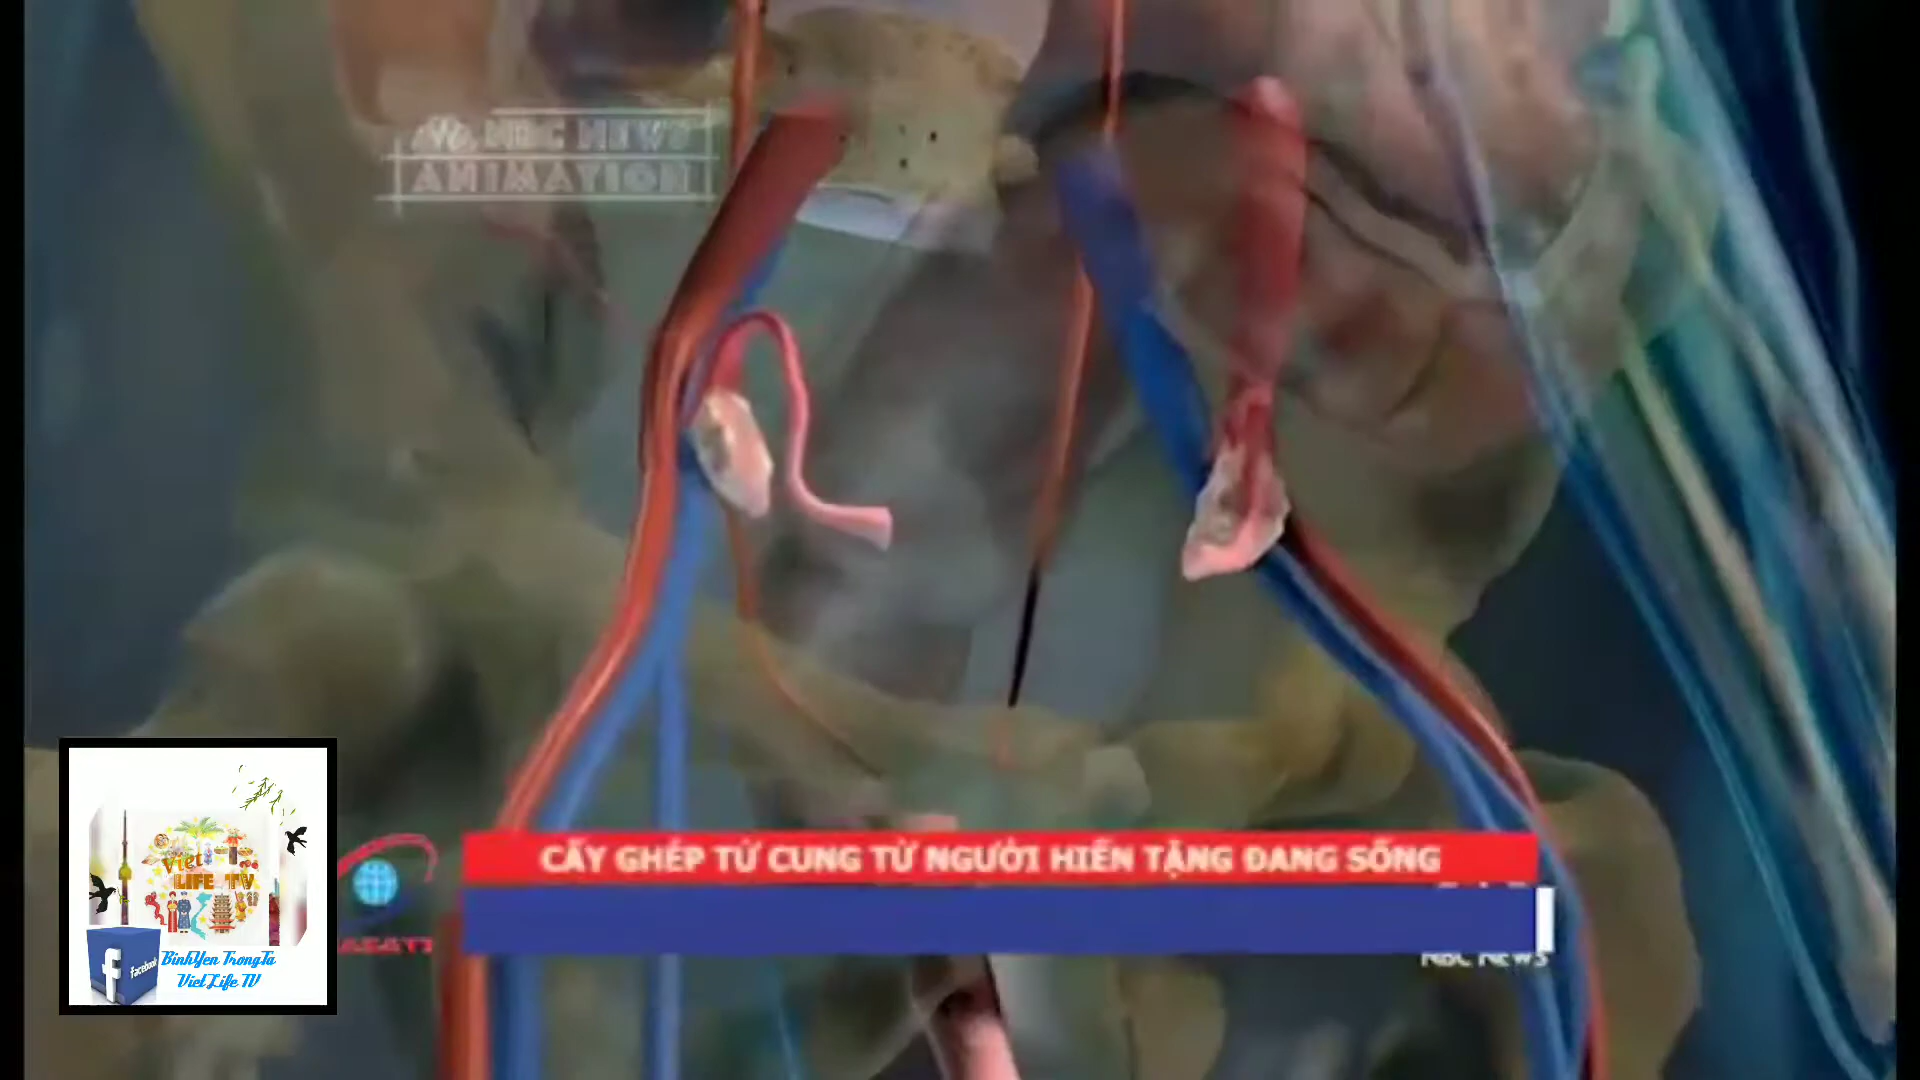 NBC NEWS
ANIMATION
CẤY GHÉP TỬ CUNG TỪ NGƯỜI HIẾN TẶNG ĐANG SỐNG
Viet
LIFE TV
facebook
BinhYen TrongTa
Viet Life TV
NBC NEWS